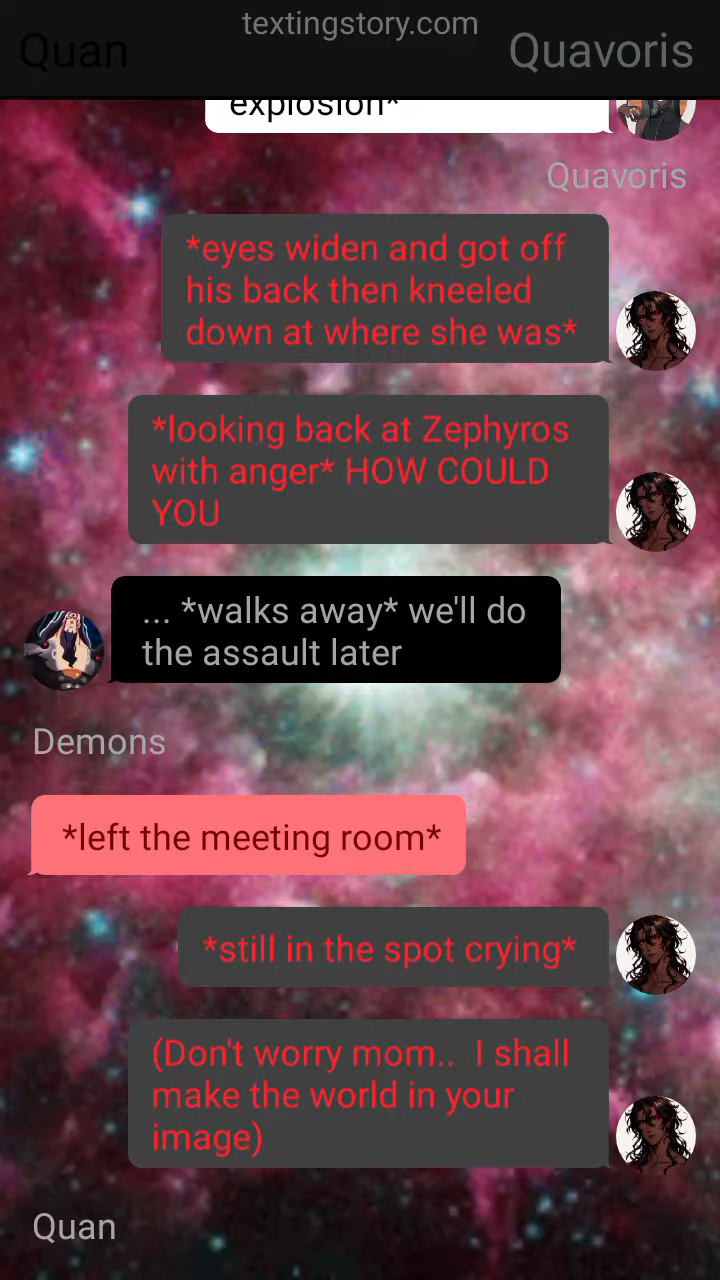 textingstory.com
Quan
Quavoris
explosion*
Quavoris
*eyes widen and got off
his back then kneeled
down at where she was*
*looking back at Zephyros
with anger* HOW COULD
YOU
... *walks away* we'll do
the assault later
Demons
*left the meeting room*
*still in the spot crying*
(Don't worry mom..  I shall
make the world in your
image)
Quan